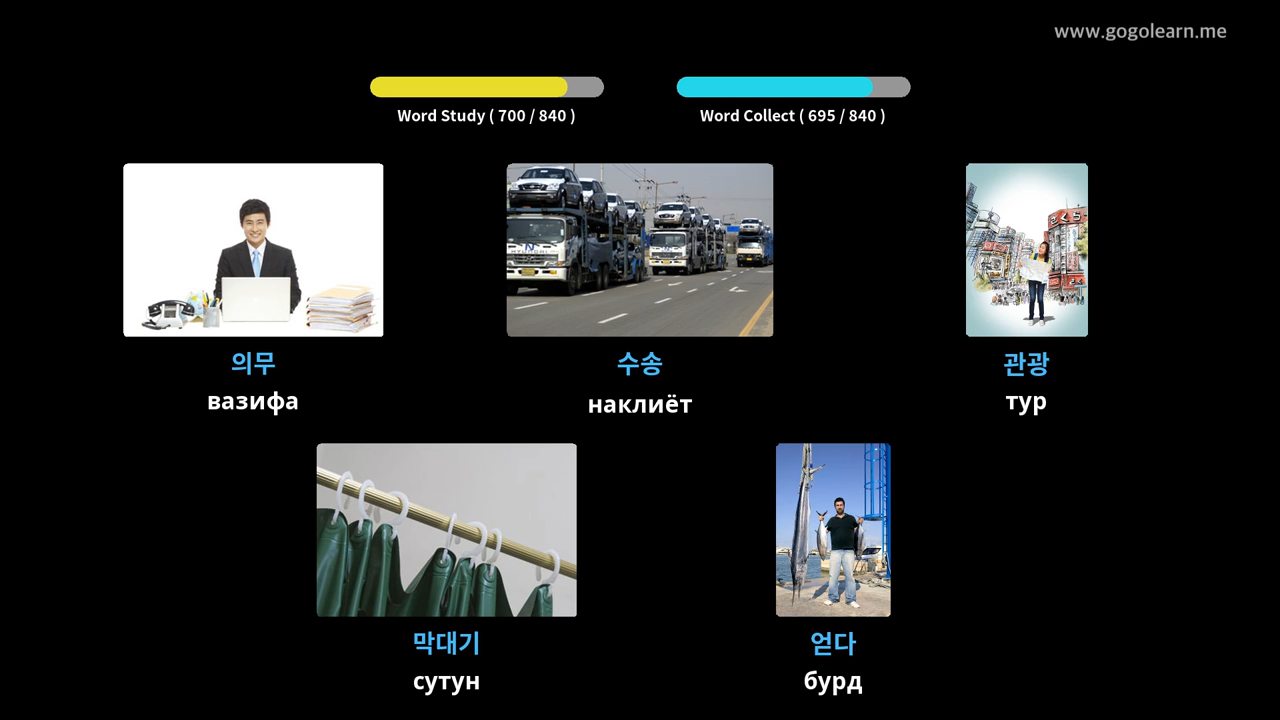 www.gogolearn.me
Word Study ( 700 / 840 )
Word Collect ( 695 / 840 )
의무
вазифа
수송
наклиёт
관광
тур
막대기
сутун
얻다
бурд